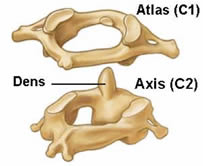 Atlas (C1)
Dens
Axis (C2)